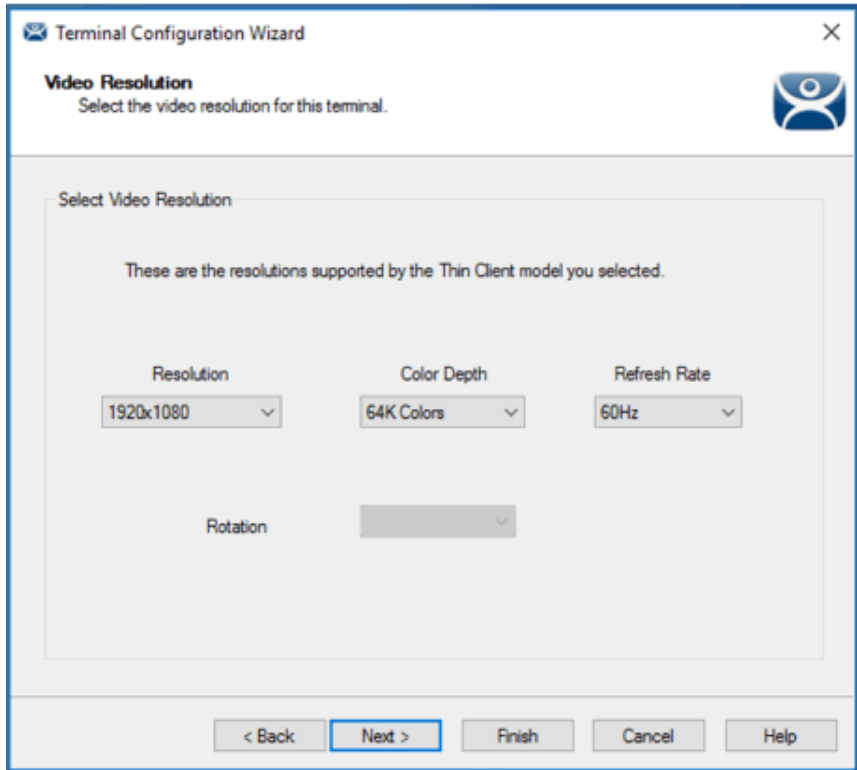 Terminal Configuration Wizard
Video Resolution
Select the video resolution for this terminal.
Select Video Resolution
These are the resolutions supported by the Thin Client model you selected.
Resolution Color Depth Refresh Rate
1920x1080 64K Colors 60Hz
Rotation
< Back Next > Finish Cancel Help